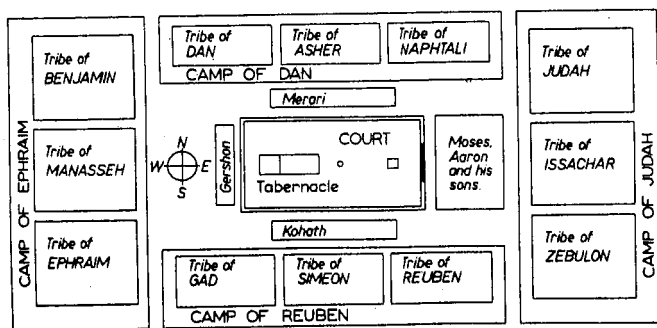 Tribe of
BENJAMIN
Tribe of
MANASSEH
Tribe of
EPHRAIM
CAMP OF EPHRAIM
Tribe of
DAN
Tribe of
ASHER
Tribe of
NAPHTALI
CAMP OF DAN
Merari
N
W
E
S
Gershon
COURT
Tabernacle
Moses,
Aaron
and his
sons.
Kohath
Tribe of
GAD
Tribe of
SIMEON
Tribe of
REUBEN
CAMP OF REUBEN
Tribe of
JUDAH
Tribe of
ISSACHAR
Tribe of
ZEBULON
CAMP OF JUDAH